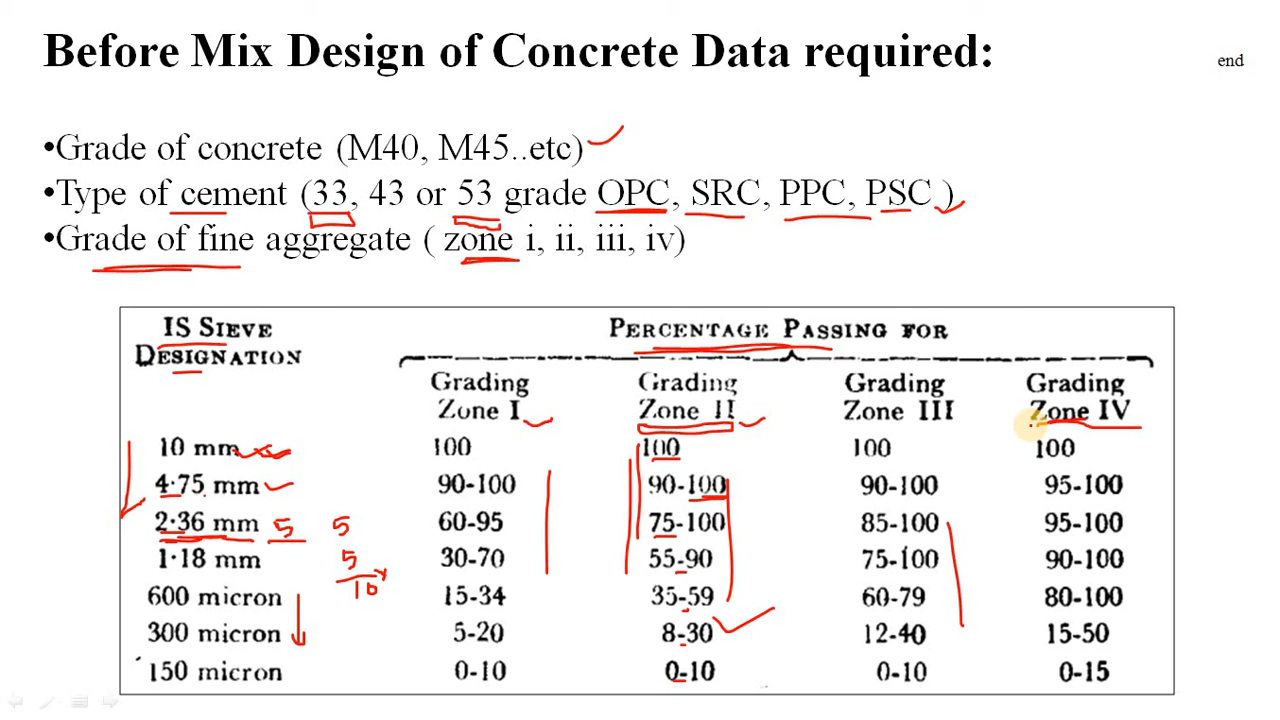 Before Mix Design of Concrete Data required:
end
•Grade of concrete (M40, M45..etc)
•Type of cement (33, 43 or 53 grade OPC, SRC, PPC, PSC )
•Grade of fine aggregate ( zone i, ii, iii, iv)
IS SIEVE DESIGNATION
PERCENTAGE PASSING FOR
Grading Zone I
Grading Zone II
Grading Zone III
Grading Zone IV
10 mm 100 100 100 100
4·75 mm 90-100 90-100 90-100 95-100
2·36 mm 5 5 60-95 75-100 85-100 95-100
1·18 mm 5 30-70 55-90 75-100 90-100
10
600 micron 15-34 35-59 60-79 80-100
300 micron 5-20 8-30 12-40 15-50
150 micron 0-10 0-10 0-10 0-15